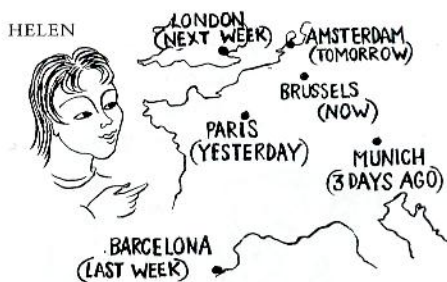 HELEN
LONDON
(NEXT WEEK)
AMSTERDAM
(TOMORROW)
BRUSSELS
(NOW)
PARIS
(YESTERDAY)
MUNICH
(3 DAYS AGO)
BARCELONA
(LAST WEEK)